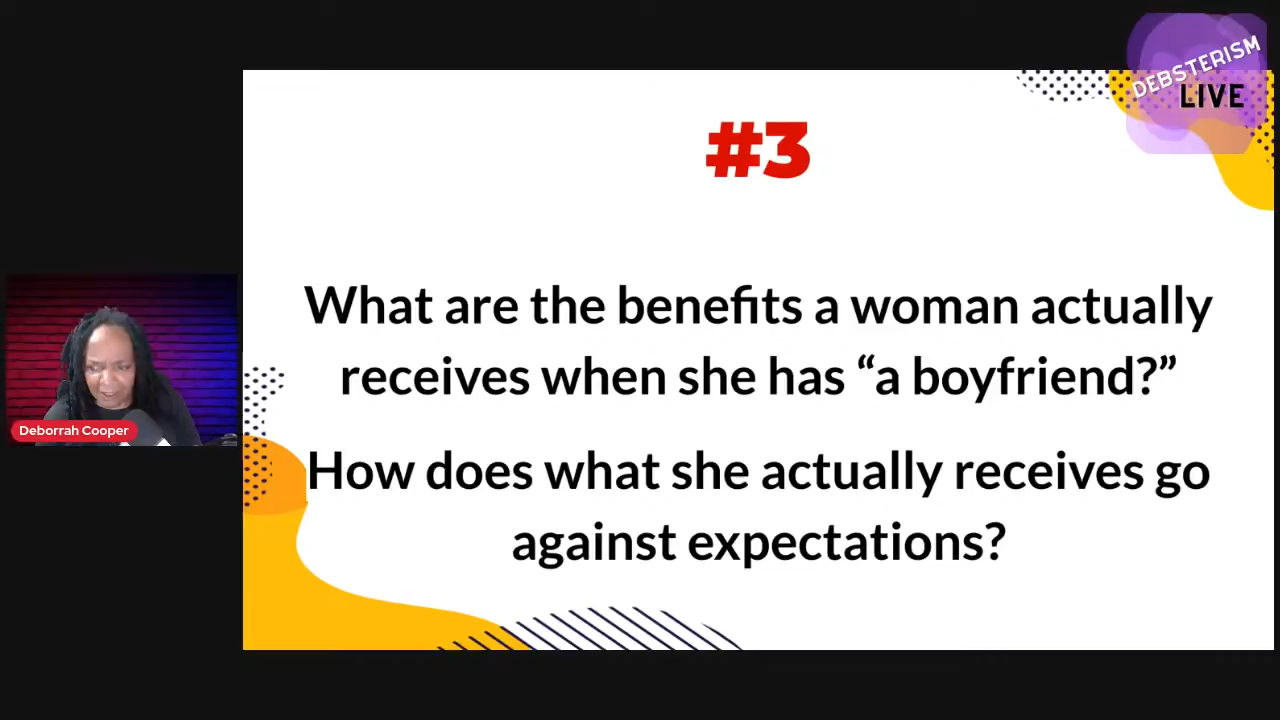 DEBSTERISM
LIVE
#3
What are the benefits a woman actually
receives when she has “a boyfriend?”
How does what she actually receives go
against expectations?
Deborrah Cooper